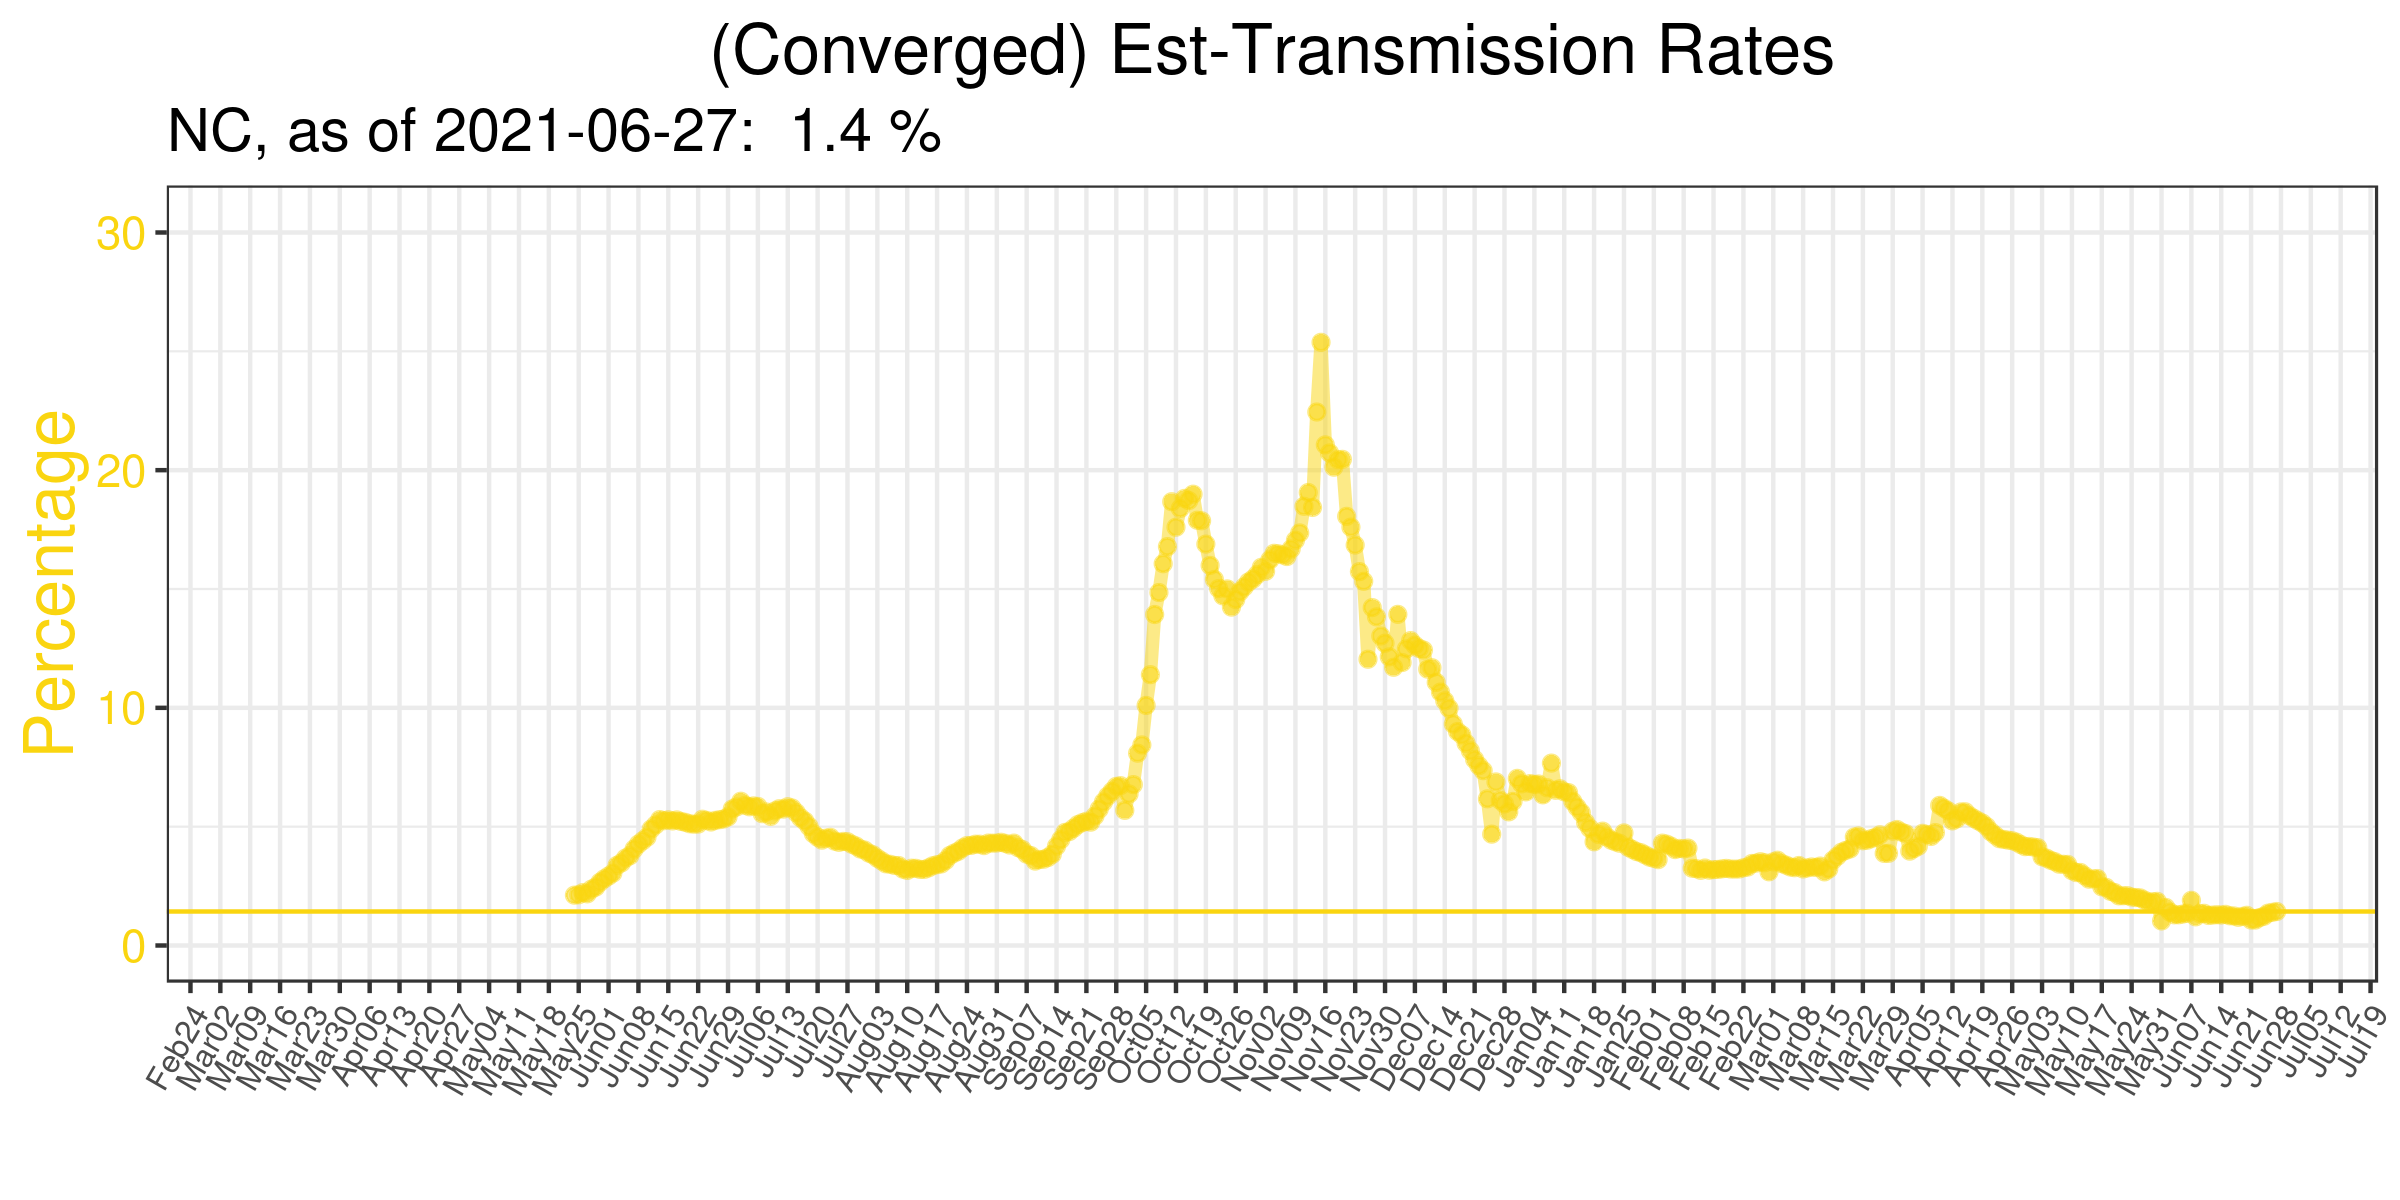 (Converged) Est-Transmission Rates
NC, as of 2021-06-27: 1.4 %
Percentage
30
20
10
0
Feb24
Mar02
Mar09
Mar16
Mar23
Mar30
Apr06
Apr13
Apr20
Apr27
May04
May11
May18
May25
Jun01
Jun08
Jun15
Jun22
Jun29
Jul06
Jul13
Jul20
Jul27
Aug03
Aug10
Aug17
Aug24
Aug31
Sep07
Sep14
Sep21
Sep28
Oct05
Oct12
Oct19
Oct26
Nov02
Nov09
Nov16
Nov23
Nov30
Dec07
Dec14
Dec21
Dec28
Jan04
Jan11
Jan18
Jan25
Feb01
Feb08
Feb15
Feb22
Mar01
Mar08
Mar15
Mar22
Mar29
Apr05
Apr12
Apr19
Apr26
May03
May10
May17
May24
May31
Jun07
Jun14
Jun21
Jun28
Jul05
Jul12
Jul19